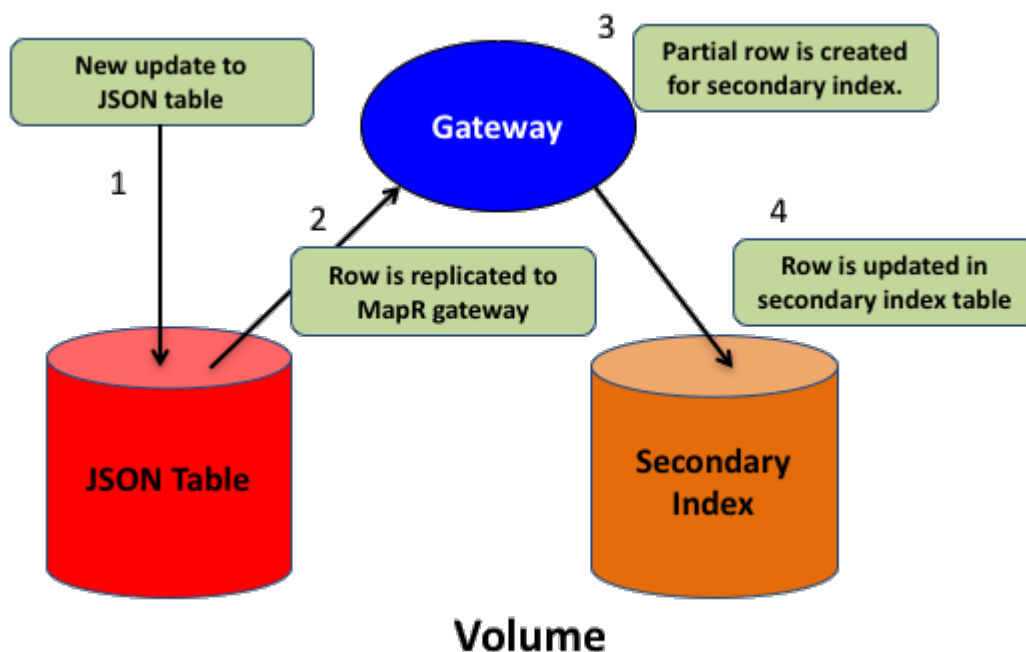 New update to
JSON table
1
2
Row is replicated to
MapR gateway
Gateway
3
Partial row is created
for secondary index.
4
Row is updated in
secondary index table
JSON Table
Secondary
Index
Volume